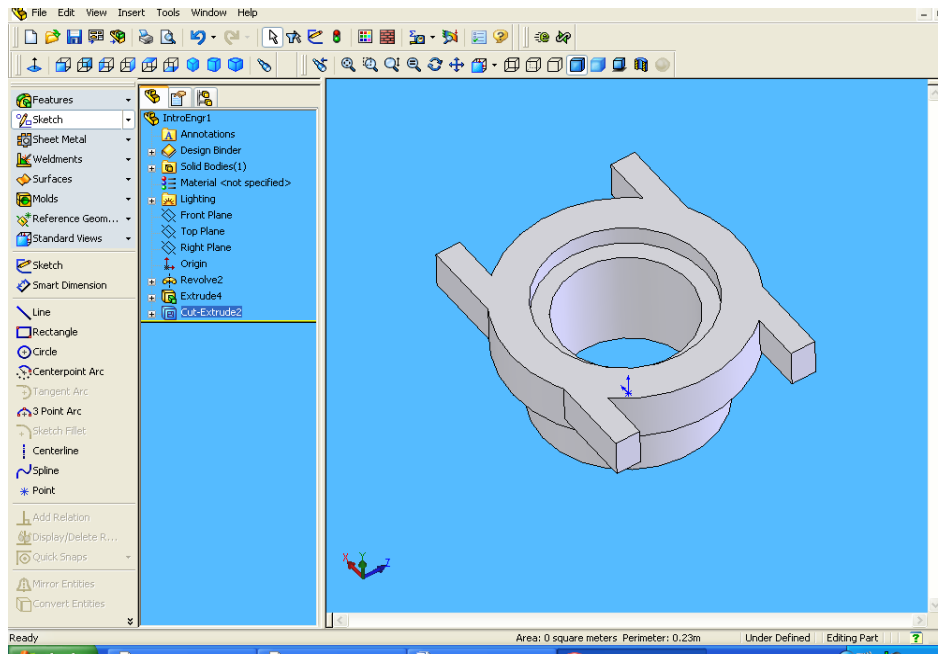 File Edit View Insert Tools Window Help
Features
Sketch
Sheet Metal
Weldments
Surfaces
Molds
Reference Geom...
Standard Views
Sketch
Smart Dimension
Line
Rectangle
Circle
Centerpoint Arc
Tangent Arc
3 Point Arc
Sketch Fillet
Centerline
Spline
Point
Add Relation
Display/Delete R...
Quick Snaps
Mirror Entities
Convert Entities
IntroEngr1
Annotations
Design Binder
Solid Bodies(1)
Material <not specified>
Lighting
Front Plane
Top Plane
Right Plane
Origin
Revolve2
Extrude4
Cut-Extrude2
X Y Z
Ready Area: 0 square meters Perimeter: 0.23m Under Defined Editing Part ?